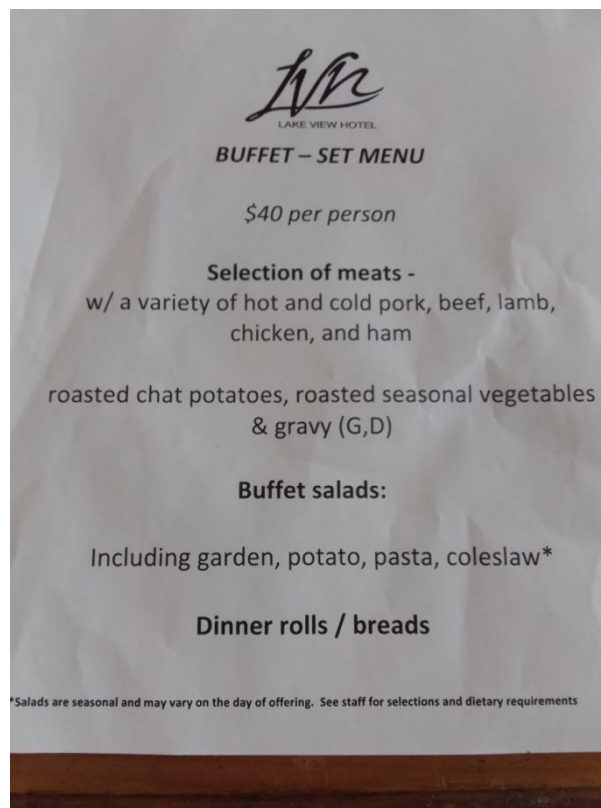 LVH
LAKE VIEW HOTEL
BUFFET – SET MENU
$40 per person
Selection of meats -
w/ a variety of hot and cold pork, beef, lamb,
chicken, and ham
roasted chat potatoes, roasted seasonal vegetables
& gravy (G,D)
Buffet salads:
Including garden, potato, pasta, coleslaw*
Dinner rolls / breads
*Salads are seasonal and may vary on the day of offering. See staff for selections and dietary requirements